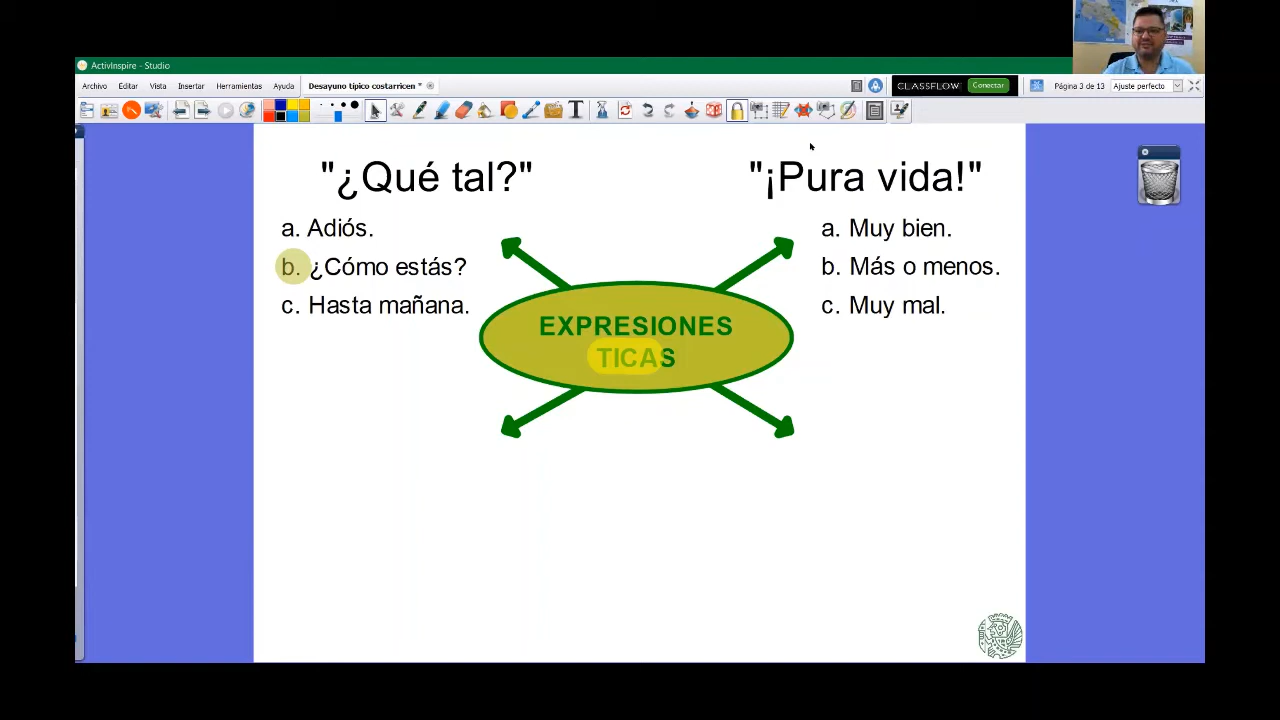 ActivInspire - Studio
Archivo Editar Vista Insertar Herramientas Ayuda Desayuno típico costarricen * CLASSFLOW Conectar Página 3 de 13 Ajuste perfecto
"¿Qué tal?"
a. Adiós.
b. ¿Cómo estás?
c. Hasta mañana.
"¡Pura vida!"
a. Muy bien.
b. Más o menos.
c. Muy mal.
EXPRESIONES
TICAS